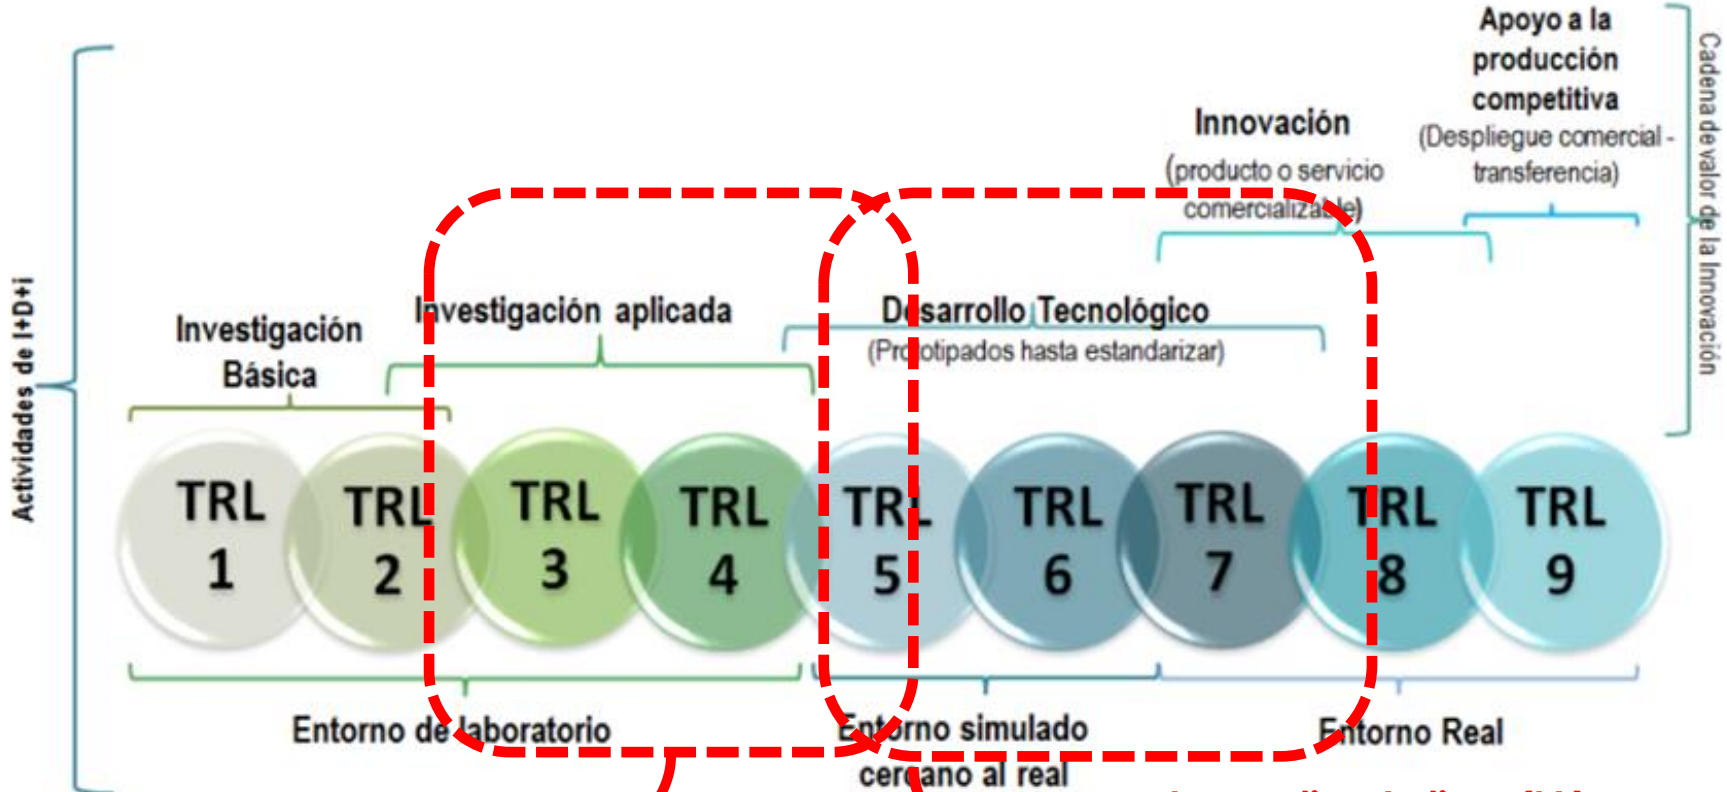 Apoyo a la
producción
competitiva
(Despliegue comercial -
transferencia)
Innovación
(producto o servicio
comercializable)
Cadena de valor de la Innovación
Actividades de I+D+i
Investigación
Básica
Investigación aplicada
Desarrollo Tecnológico
(Prototipados hasta estandarizar)
TRL
1
TRL
2
TRL
3
TRL
4
TRL
5
TRL
6
TRL
7
TRL
8
TRL
9
Entorno de laboratorio
Entorno simulado
cercano al real
Entorno Real